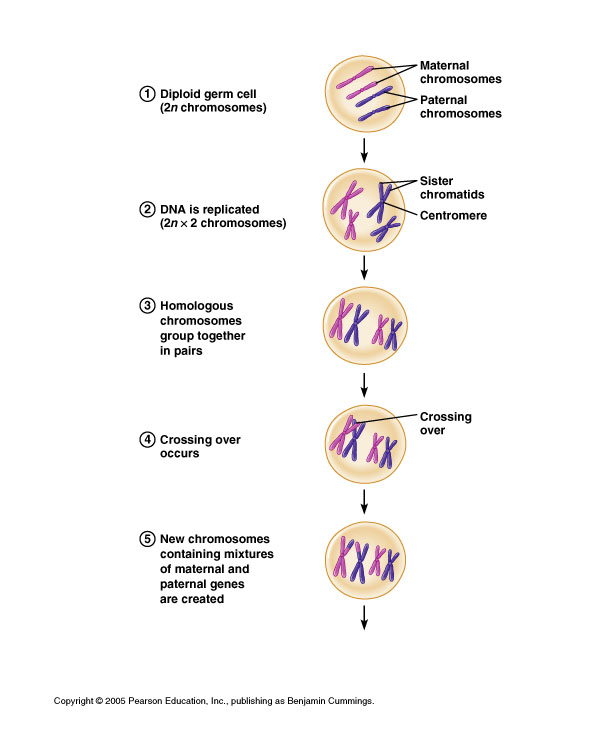 ① Diploid germ cell
(2n chromosomes)
Maternal
chromosomes
Paternal
chromosomes
② DNA is replicated
(2n × 2 chromosomes)
Sister
chromatids
Centromere
③ Homologous
chromosomes
group together
in pairs
④ Crossing over
occurs
Crossing
over
⑤ New chromosomes
containing mixtures
of maternal and
paternal genes
are created
Copyright © 2005 Pearson Education, Inc., publishing as Benjamin Cummings.